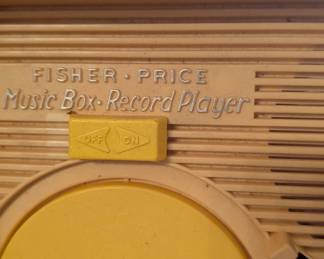 FISHER · PRICE
Music Box · Record Player
OFF ON